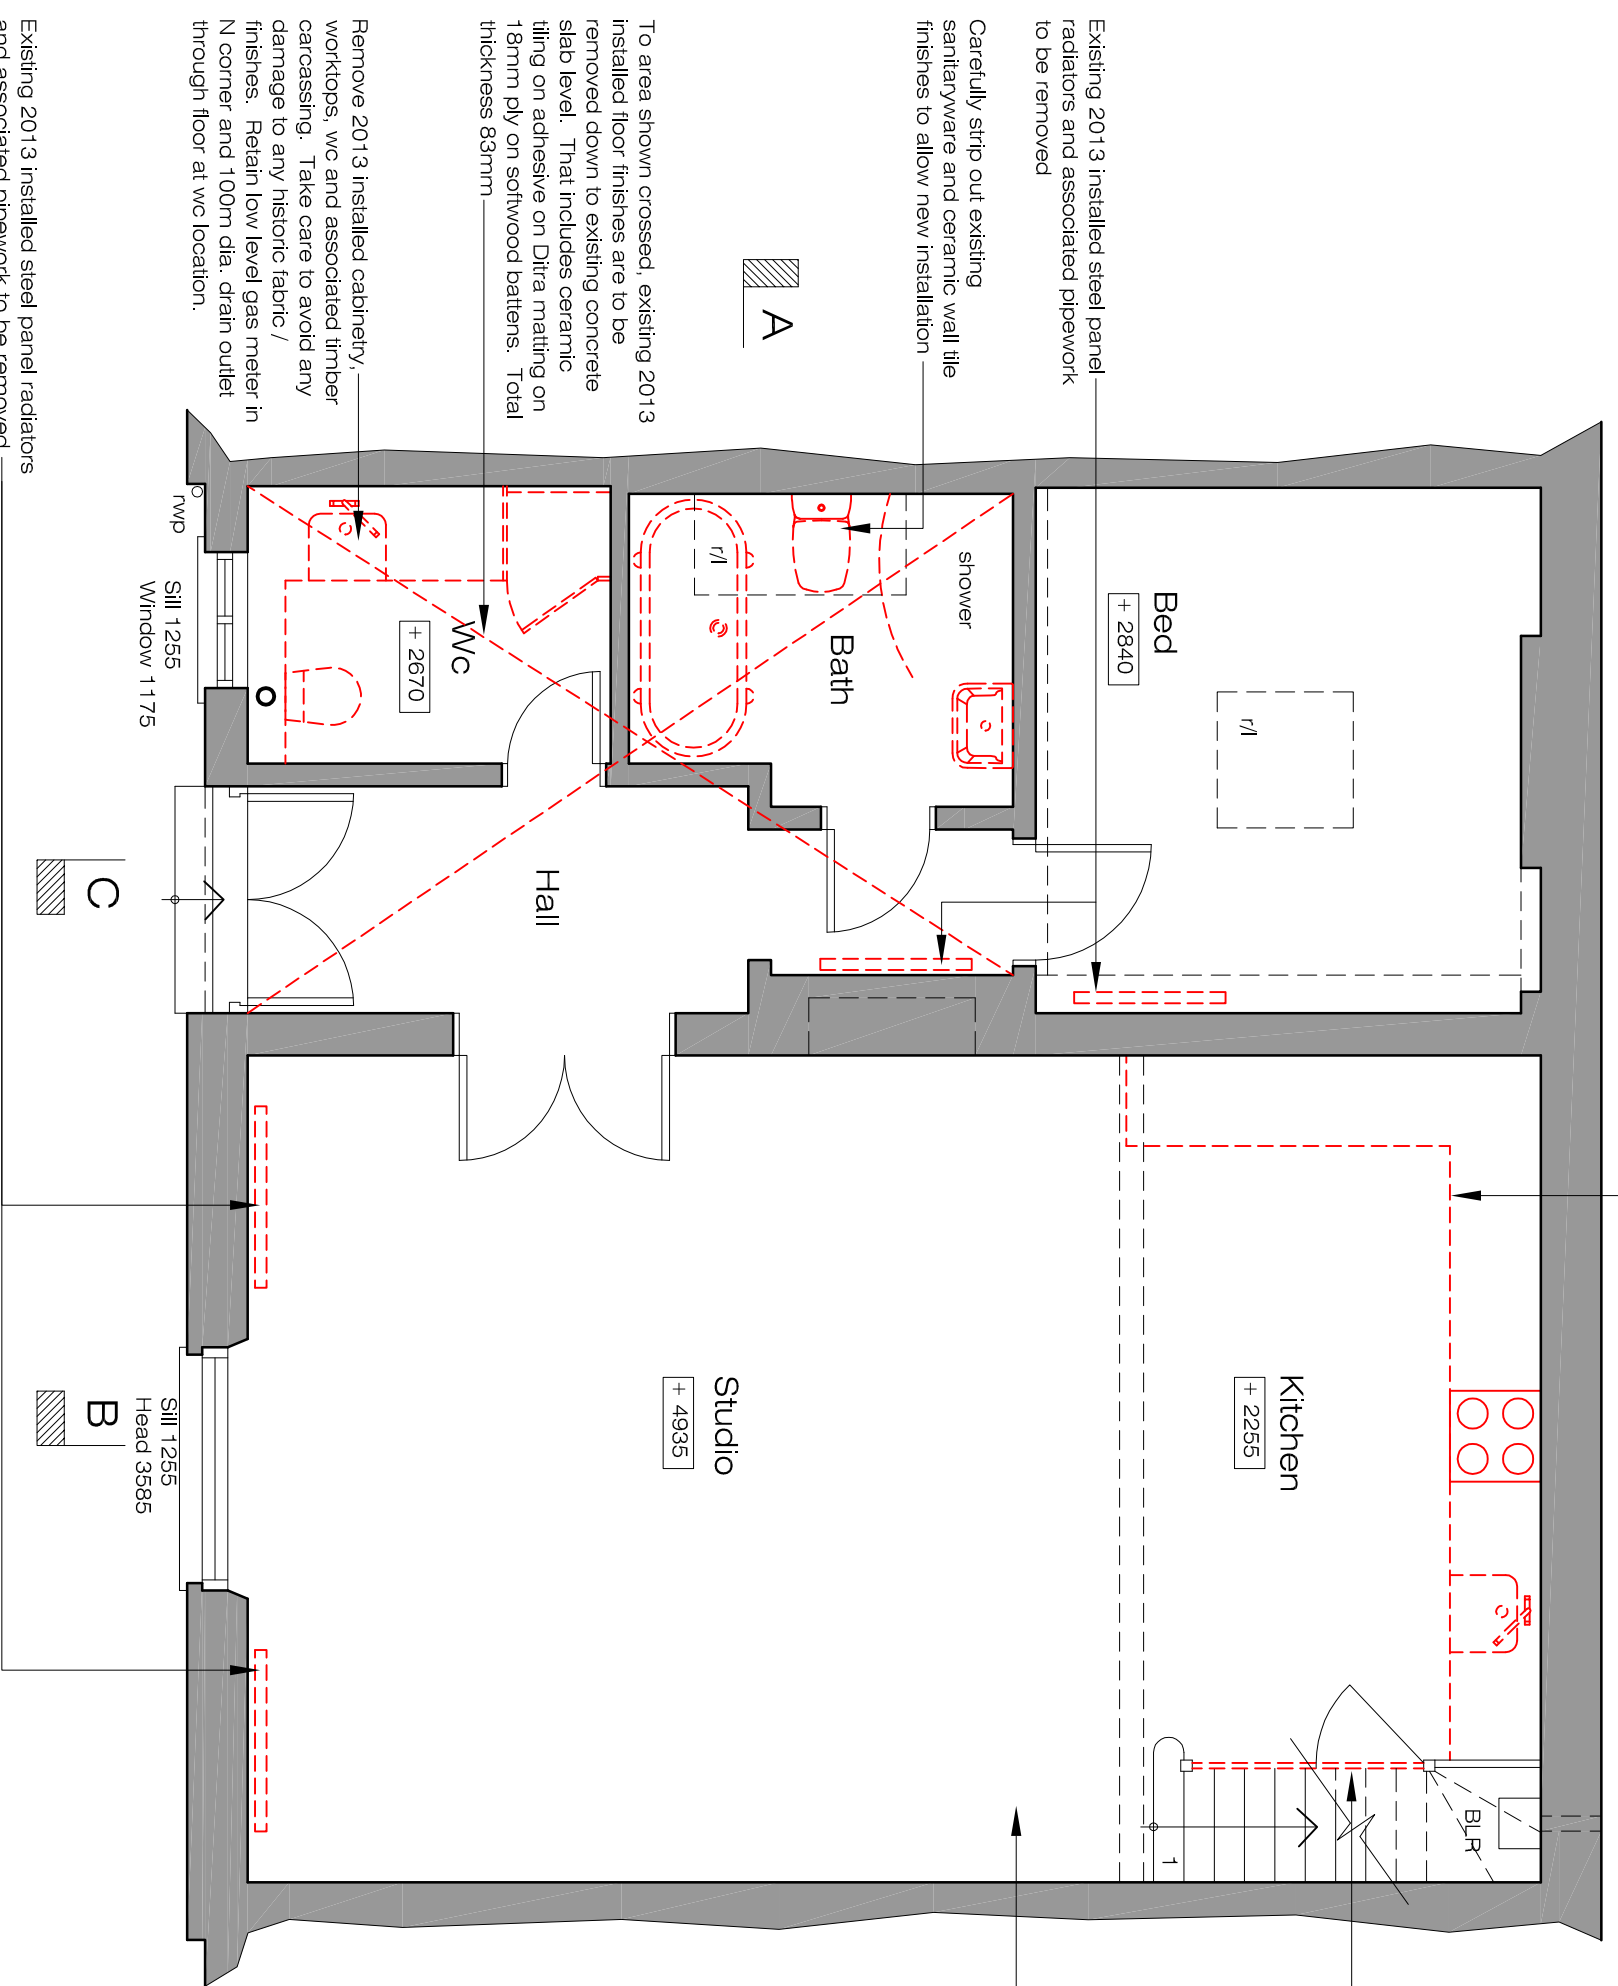 Existing 2013 installed steel panel
radiators and associated pipework
to be removed
Carefully strip out existing
sanitaryware and ceramic wall tile
finishes to allow new installation
A
To area shown crossed, existing 2013
installed floor finishes are to be
removed down to existing concrete
slab level. That includes ceramic
tiling on adhesive on Ditra matting on
18mm ply on softwood battens. Total
thickness 83mm
Remove 2013 installed cabinetry,
worktops, wc and associated timber
carcassing. Take care to avoid any
damage to any historic fabric /
finishes. Retain low level gas meter in
N corner and 100m dia. drain outlet
through floor at wc location.
Existing 2013 installed steel panel radiators
and associated pipework to be removed
Bed
+ 2840
r/l
shower
Bath
r/l
Wc
+ 2670
rwp
Sill 1255
Window 1175
Hall
C
Kitchen
+ 2255
Studio
+ 4935
Sill 1255
Head 3585
B
BLR
1